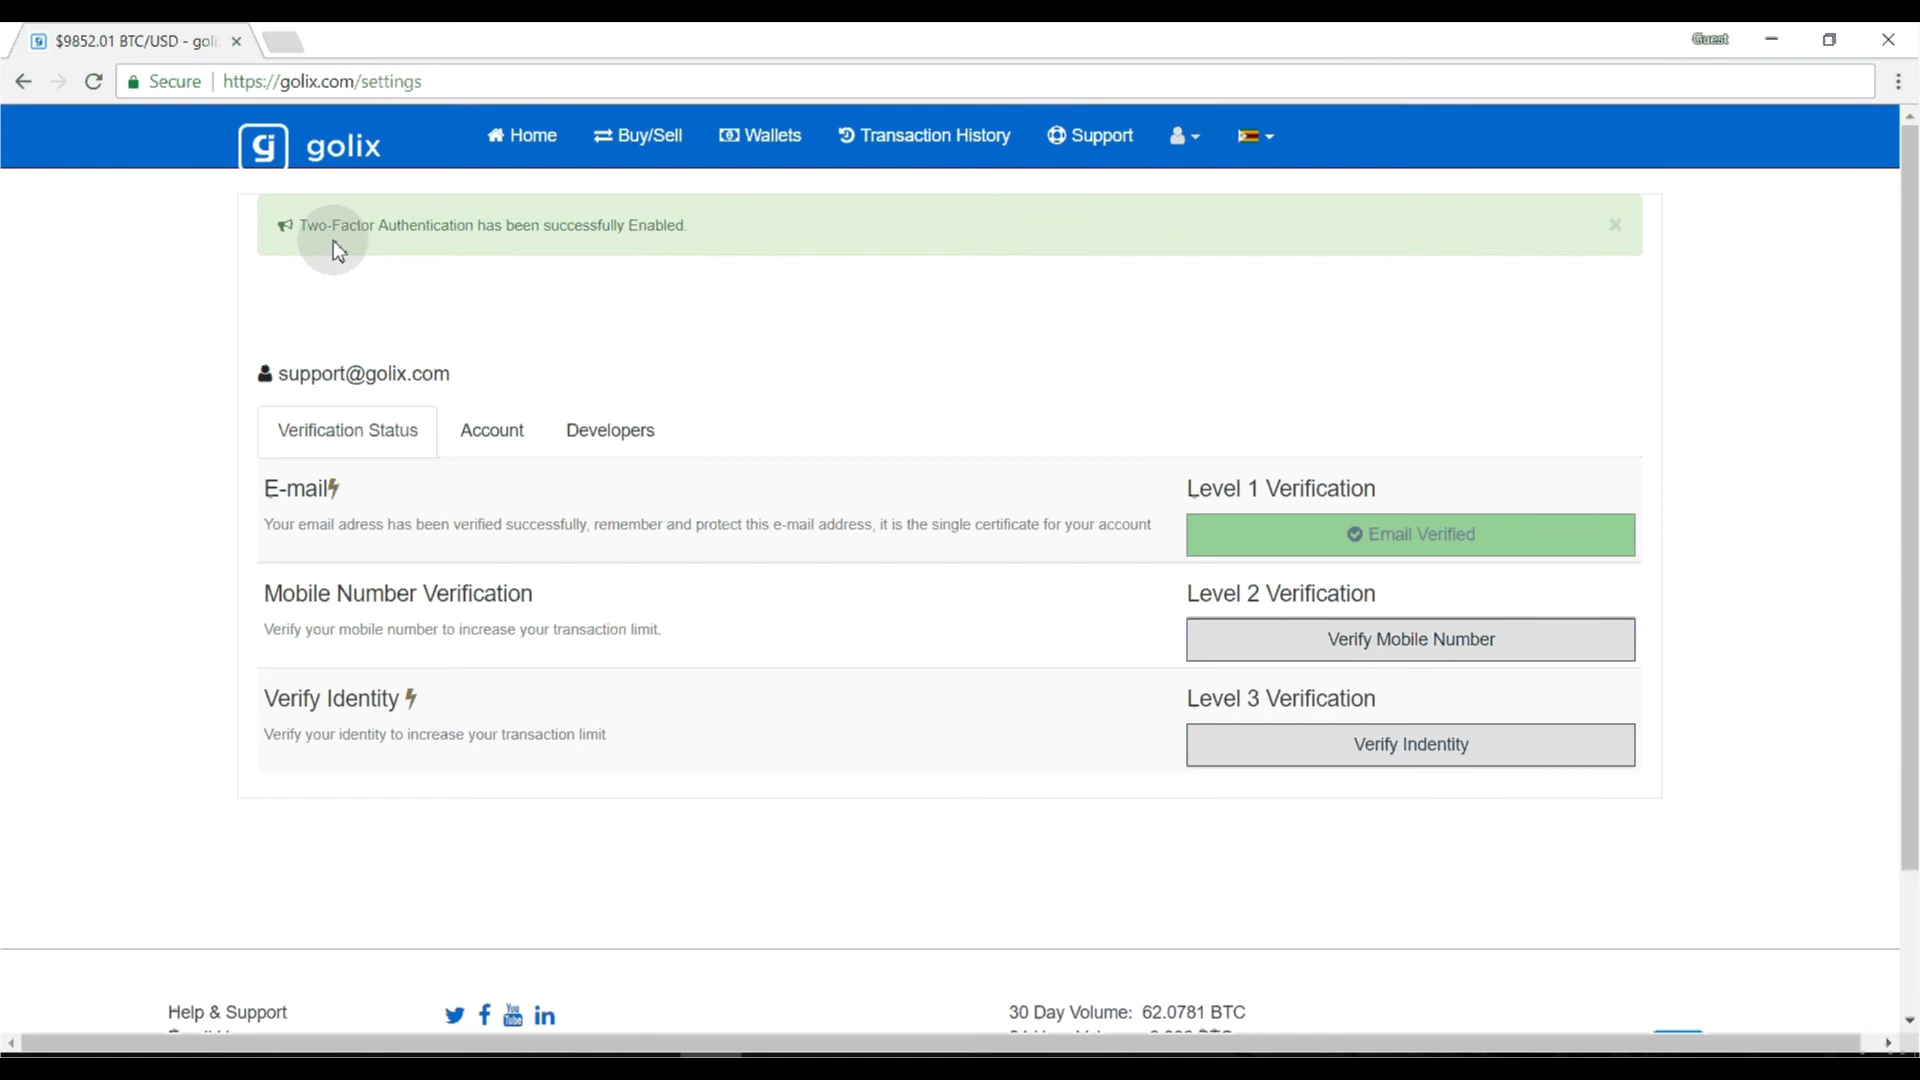 $9852.01 BTC/USD - goli
Guest
Secure https://golix.com/settings
golix
Home
Buy/Sell
Wallets
Transaction History
Support
Two-Factor Authentication has been successfully Enabled.
support@golix.com
Verification Status
Account
Developers
E-mail
Level 1 Verification
Your email adress has been verified successfully, remember and protect this e-mail address, it is the single certificate for your account
Email Verified
Mobile Number Verification
Level 2 Verification
Verify your mobile number to increase your transaction limit.
Verify Mobile Number
Verify Identity
Level 3 Verification
Verify your identity to increase your transaction limit
Verify Indentity
Help & Support
You
Tube
30 Day Volume: 62.0781 BTC